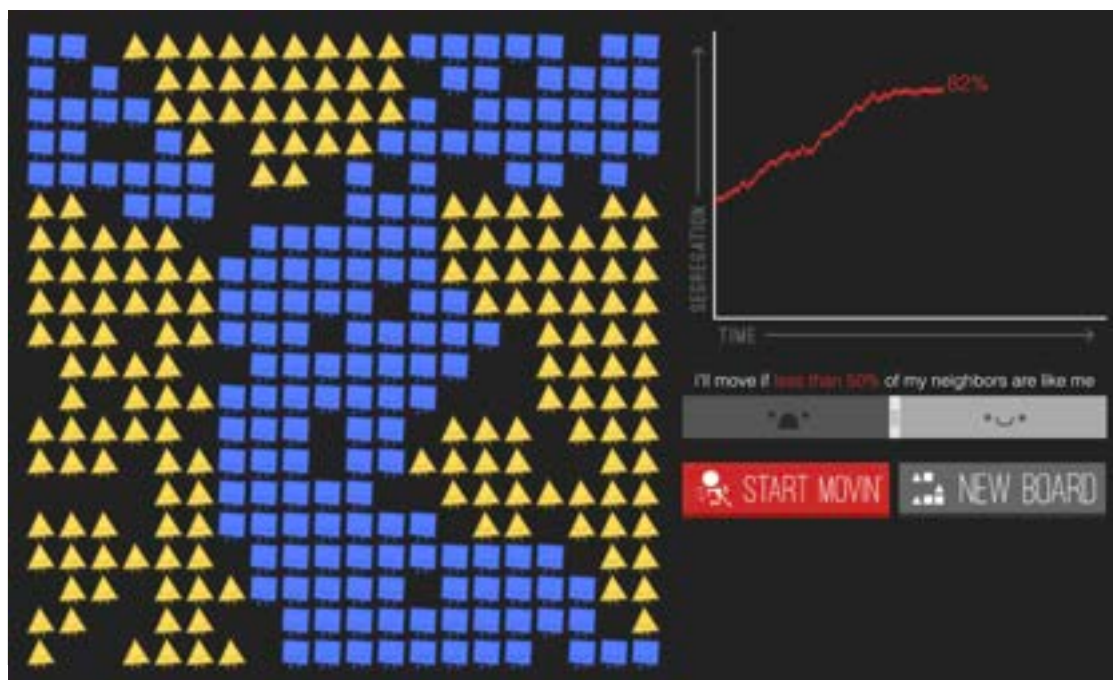 82%
SEGREGATION
TIME
I'll move if less than 50% of my neighbors are like me
START MOVIN'
NEW BOARD